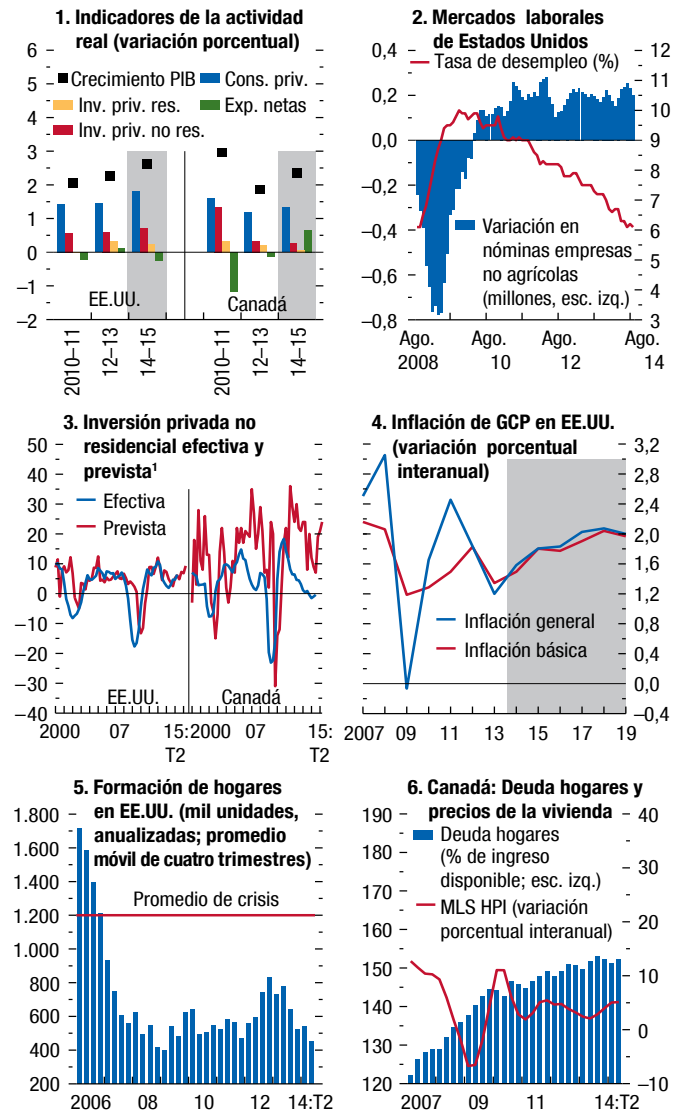 1. Indicadores de la actividad
real (variación porcentual)
6
5
4
3
2
1
0
–1
–2
Crecimiento PIB
Cons. priv.
Inv. priv. res.
Exp. netas
Inv. priv. no res.
EE.UU.
Canadá
2010–11
12–13
14–15
2010–11
12–13
14–15
2. Mercados laborales
de Estados Unidos
0,4
0,2
0,0
–0,2
–0,4
–0,6
–0,8
12
11
10
9
8
7
6
5
4
3
Tasa de desempleo (%)
Variación en
nóminas empresas
no agrícolas
(millones, esc. izq.)
Ago.
2008
Ago.
10
Ago.
12
Ago.
14
3. Inversión privada no
residencial efectiva y
prevista¹
50
40
30
20
10
0
–10
–20
–30
–40
Efectiva
Prevista
EE.UU.
Canadá
2000
07
15:
T2
2000
07
15:
T2
4. Inflación de GCP en EE.UU.
(variación porcentual
interanual)
3,2
2,8
2,4
2,0
1,6
1,2
0,8
0,4
0,0
–0,4
Inflación general
Inflación básica
2007
09
11
13
15
17
19
5. Formación de hogares
en EE.UU. (mil unidades,
anualizadas; promedio
móvil de cuatro trimestres)
1.800
1.600
1.400
1.200
1.000
800
600
400
200
Promedio de crisis
2006
08
10
12
14:T2
6. Canadá: Deuda hogares y
precios de la vivienda
190
180
170
160
150
140
130
120
40
30
20
10
0
–10
Deuda hogares
(% de ingreso
disponible; esc. izq.)
MLS HPI (variación
porcentual interanual)
2007
09
11
14:T2